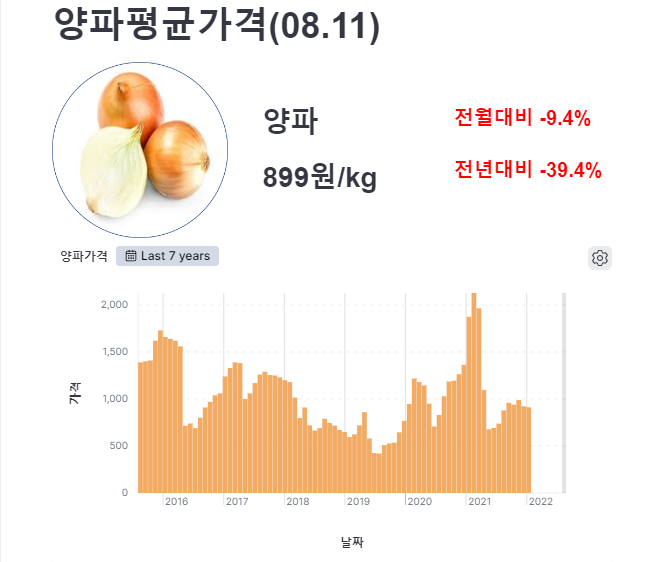 양파평균가격(08.11)
양파
전월대비 -9.4%
899원/kg
전년대비 -39.4%
양파가격 Last 7 years
2,000
1,500
1,000
500
0
가격
2016 2017 2018 2019 2020 2021 2022
날짜